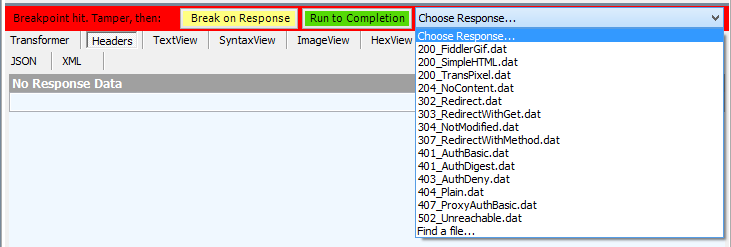 Breakpoint hit. Tamper, then: Break on Response Run to Completion Choose Response...
Transformer Headers TextView SyntaxView ImageView HexView
JSON XML
No Response Data
Choose Response...
200_FiddlerGif.dat
200_SimpleHTML.dat
200_TransPixel.dat
204_NoContent.dat
302_Redirect.dat
303_RedirectWithGet.dat
304_NotModified.dat
307_RedirectWithMethod.dat
401_AuthBasic.dat
401_AuthDigest.dat
403_AuthDeny.dat
404_Plain.dat
407_ProxyAuthBasic.dat
502_Unreachable.dat
Find a file...